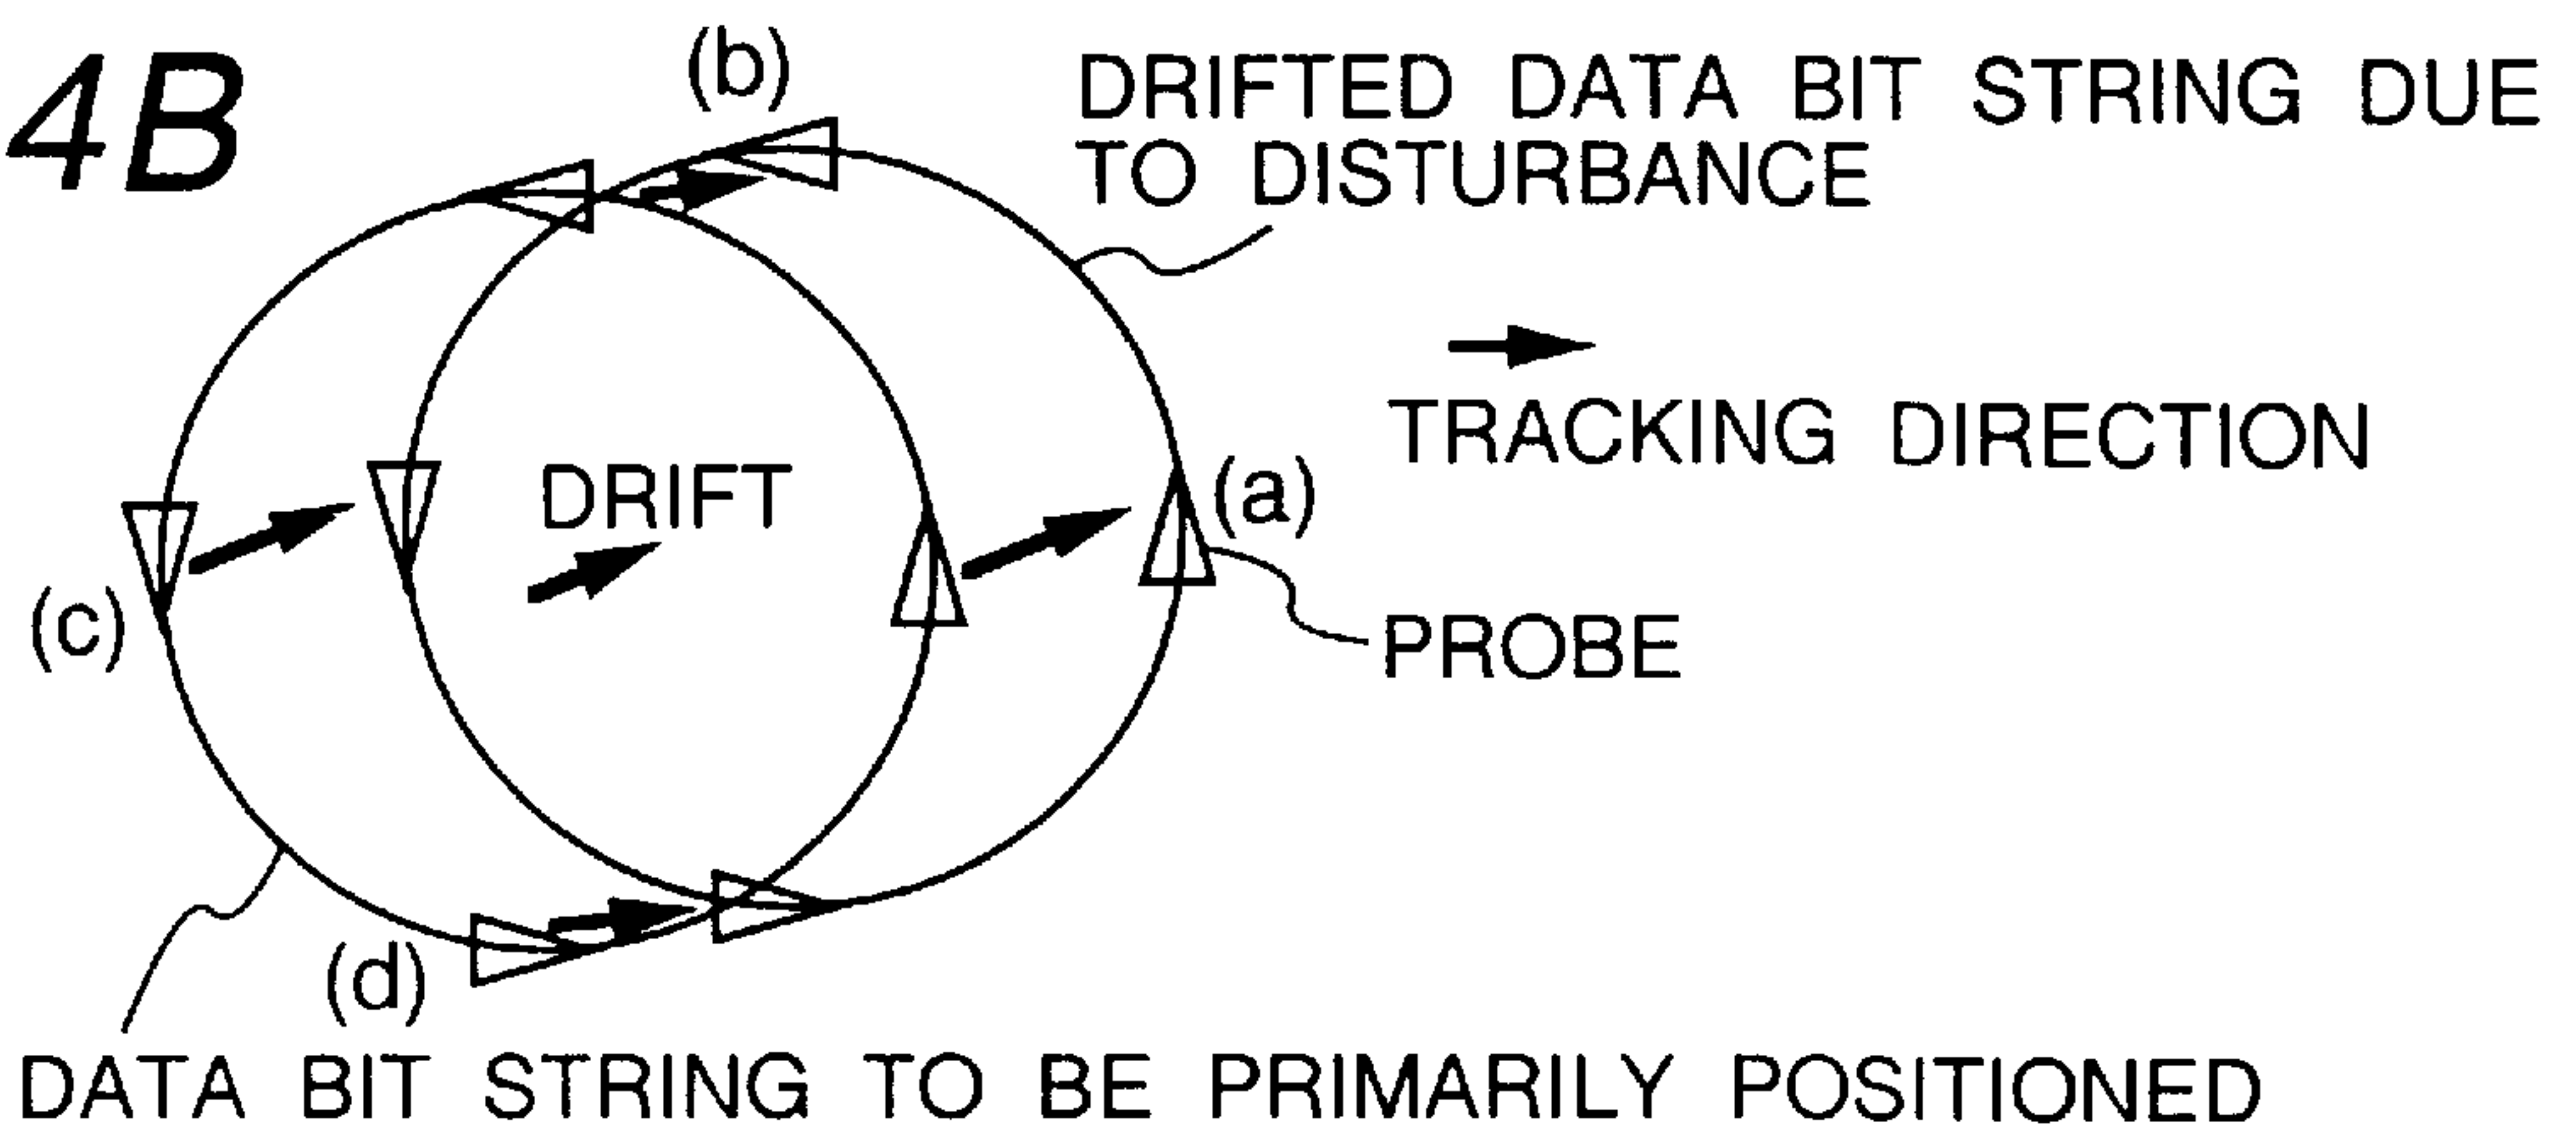 4B
(b)
DRIFTED DATA BIT STRING DUE
TO DISTURBANCE
TRACKING DIRECTION
(a)
DRIFT
(c)
PROBE
(d)
DATA BIT STRING TO BE PRIMARILY POSITIONED